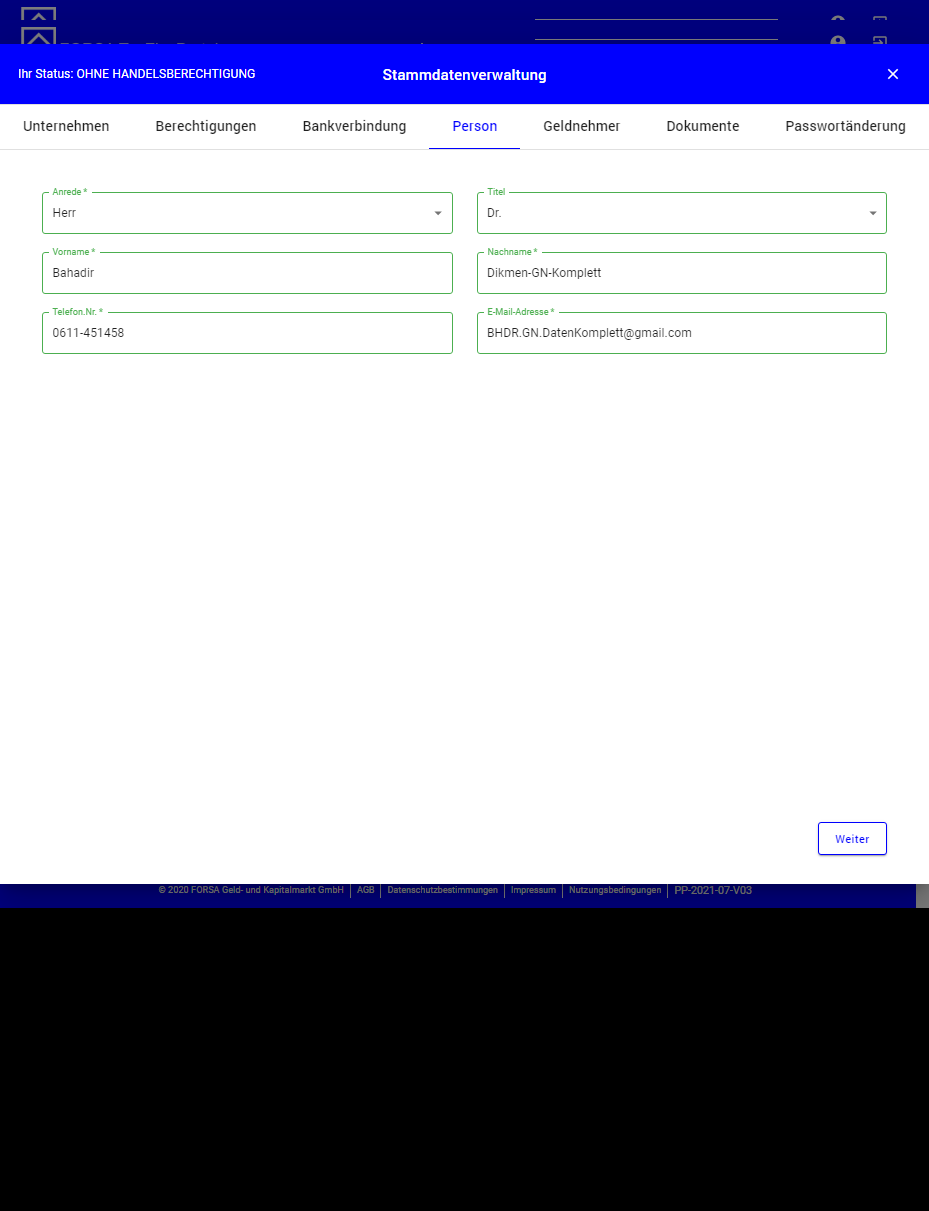 Ihr Status: OHNE HANDELSBERECHTIGUNG
Stammdatenverwaltung
Unternehmen Berechtigungen Bankverbindung Person Geldnehmer Dokumente Passwortänderung
Anrede * Titel
Herr Dr.
Vorname * Nachname *
Bahadir Dikmen-GN-Komplett
Telefon.Nr. * E-Mail-Adresse *
0611-451458 BHDR.GN.DatenKomplett@gmail.com
Weiter
© 2020 FORSA Geld- und Kapitalmarkt GmbH | AGB | Datenschutzbestimmungen | Impressum | Nutzungsbedingungen | PP-2021-07-V03